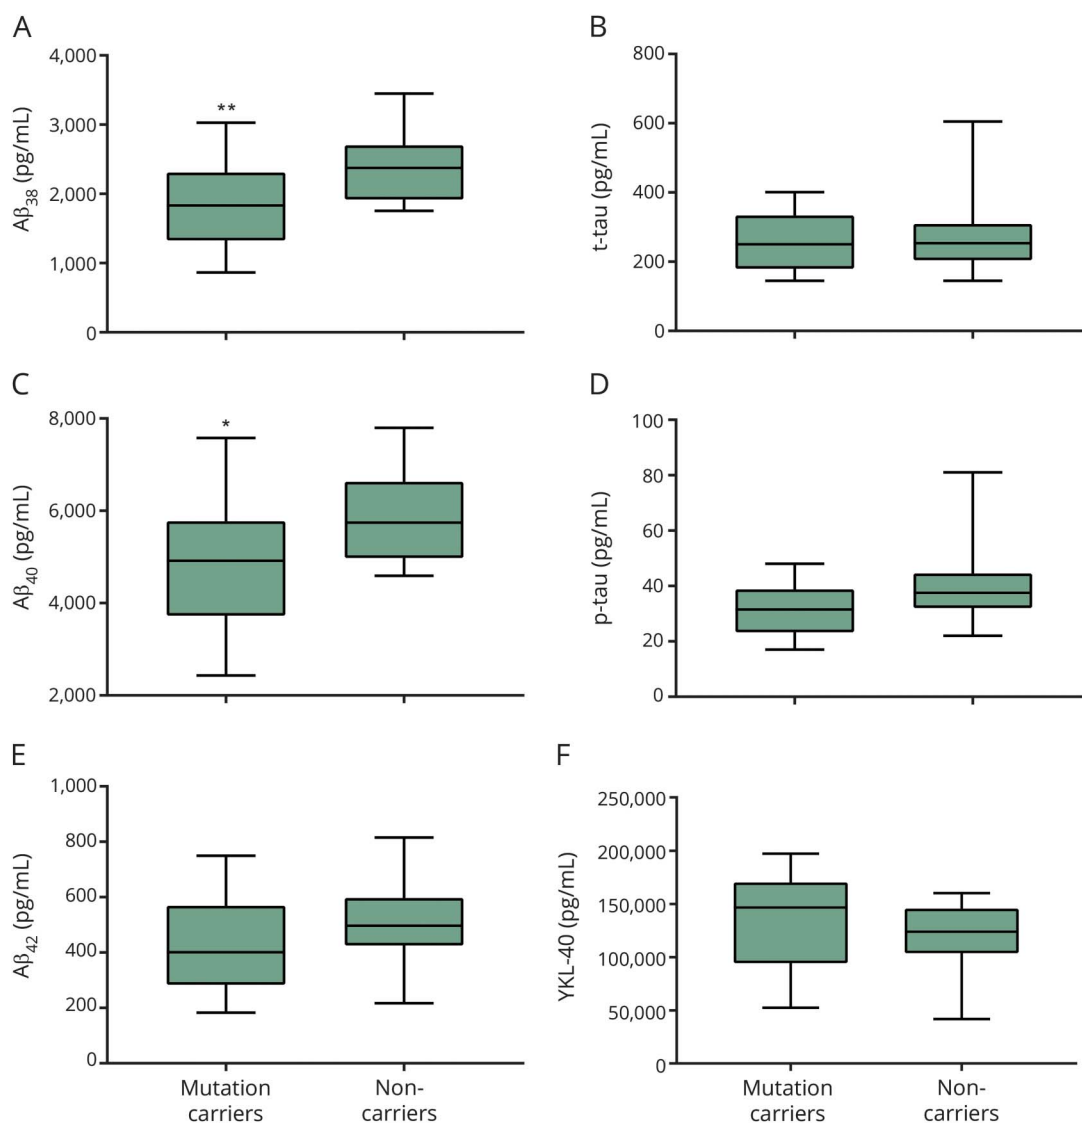 A
4,000
3,000
2,000
1,000
0
Aβ38 (pg/mL)
**
B
800
600
400
200
0
t-tau (pg/mL)
C
8,000
6,000
4,000
2,000
Aβ40 (pg/mL)
*
D
100
80
60
40
20
0
p-tau (pg/mL)
E
1,000
800
600
400
200
0
Aβ42 (pg/mL)
Mutation
carriers
Non-
carriers
F
250,000
200,000
150,000
100,000
50,000
0
YKL-40 (pg/mL)
Mutation
carriers
Non-
carriers